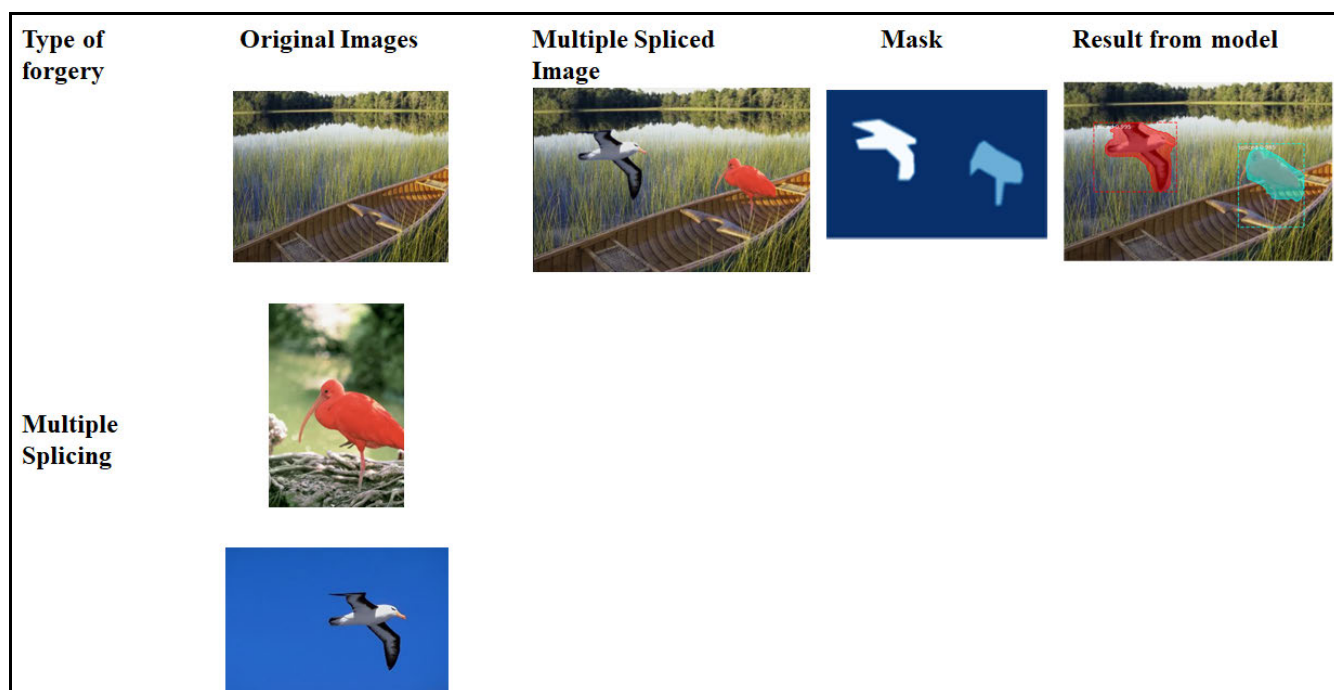 Type of
forgery
Original Images
Multiple Spliced
Image
Mask
Result from model
Multiple
Splicing